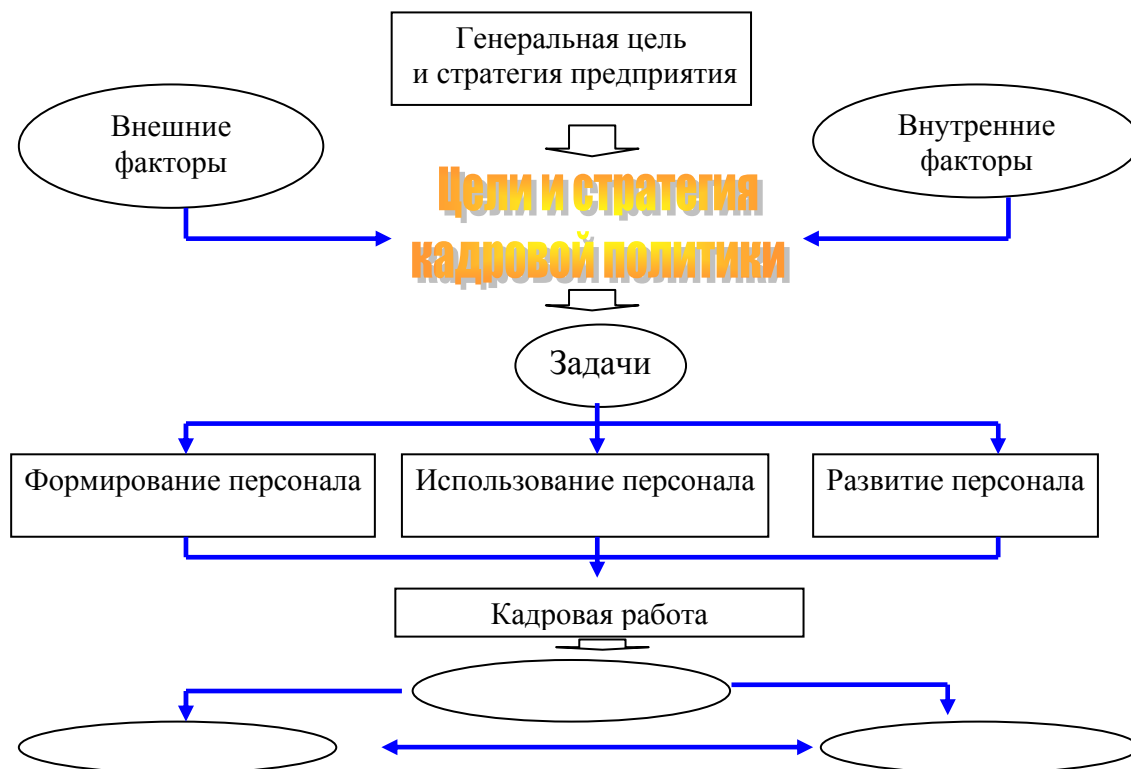 Генеральная цель
и стратегия предприятия
Внешние
факторы
Внутренние
факторы
Цели и стратегия
кадровой политики
Задачи
Формирование персонала
Использование персонала
Развитие персонала
Кадровая работа